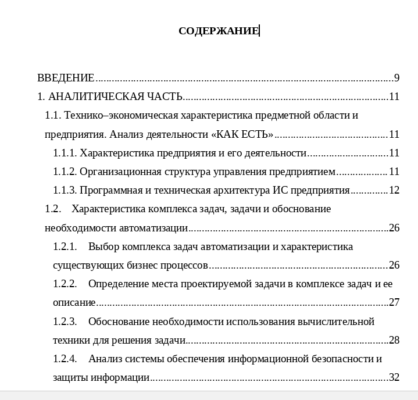 СОДЕРЖАНИЕ
ВВЕДЕНИЕ.......................................................................................................9
1. АНАЛИТИЧЕСКАЯ ЧАСТЬ.......................................................................11
1.1. Технико–экономическая характеристика предметной области и
предприятия. Анализ деятельности «КАК ЕСТЬ».......................................11
1.1.1. Характеристика предприятия и его деятельности............................11
1.1.2. Организационная структура управления предприятием..................11
1.1.3. Программная и техническая архитектура ИС предприятия.............12
1.2. Характеристика комплекса задач, задачи и обоснование
необходимости автоматизации.....................................................................26
1.2.1. Выбор комплекса задач автоматизации и характеристика
существующих бизнес процессов................................................................26
1.2.2. Определение места проектируемой задачи в комплексе задач и ее
описание.........................................................................................................27
1.2.3. Обоснование необходимости использования вычислительной
техники для решения задачи.........................................................................28
1.2.4. Анализ системы обеспечения информационной безопасности и
защиты информации......................................................................................32